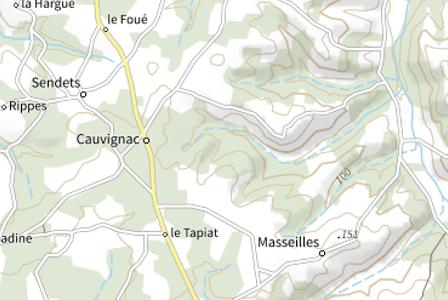 la Hargue
le Foué
Sendets
Rippes
Cauvignac
100
le Tapiat
adine
Masseilles
151